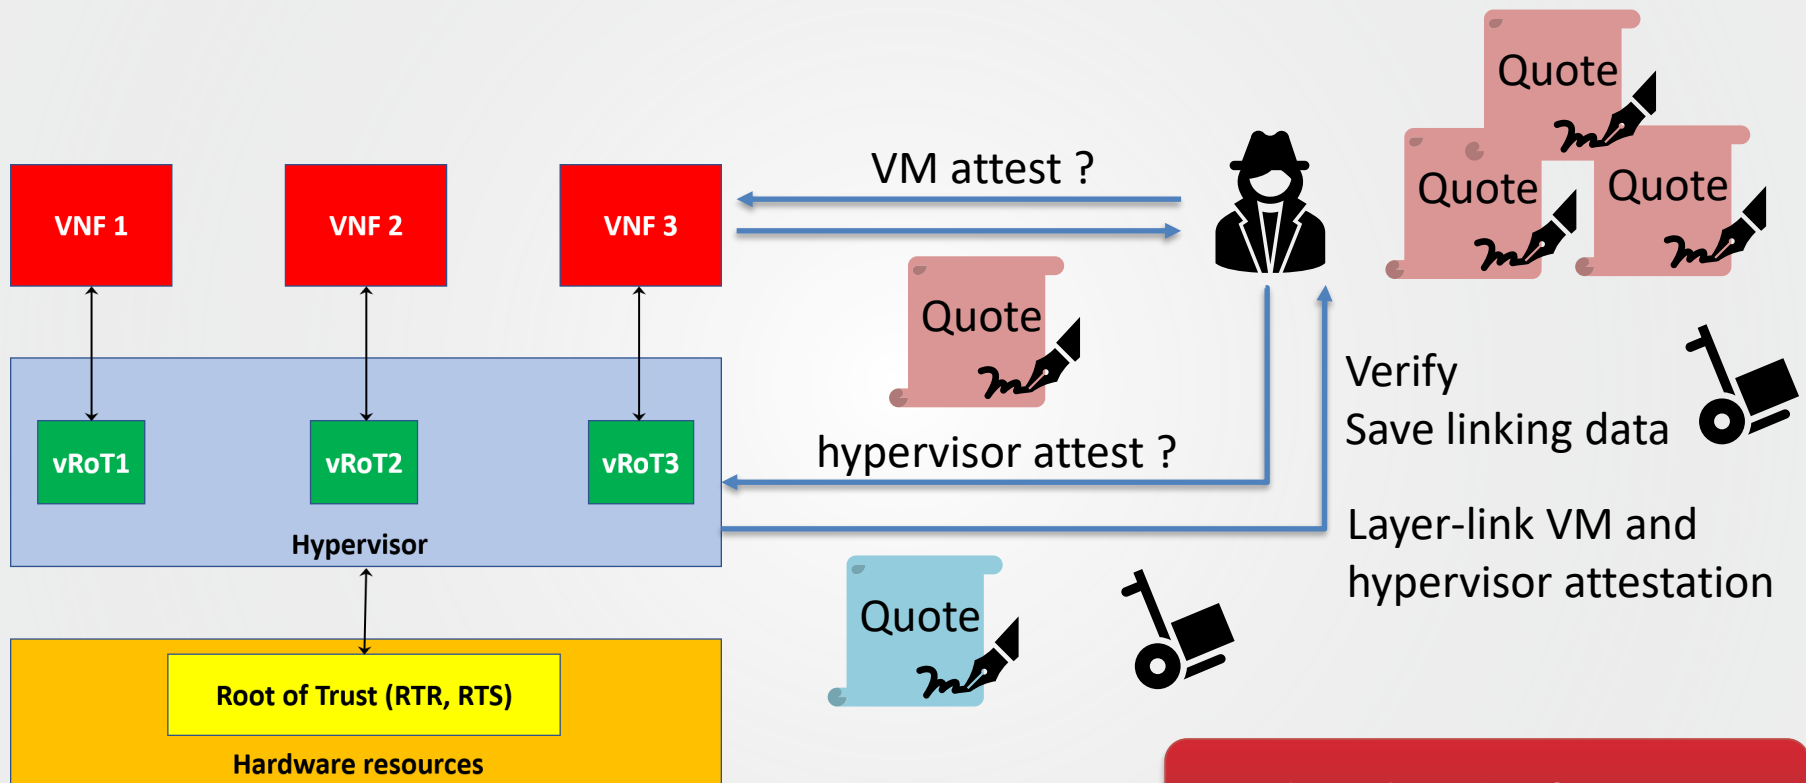 Quote
Quote
Quote
VM attest ?
VNF 1
VNF 2
VNF 3
Quote
Verify
Save linking data
hypervisor attest ?
vRoT1
vRoT2
vRoT3
Hypervisor
Layer-link VM and
hypervisor attestation
Quote
Root of Trust (RTR, RTS)
Hardware resources